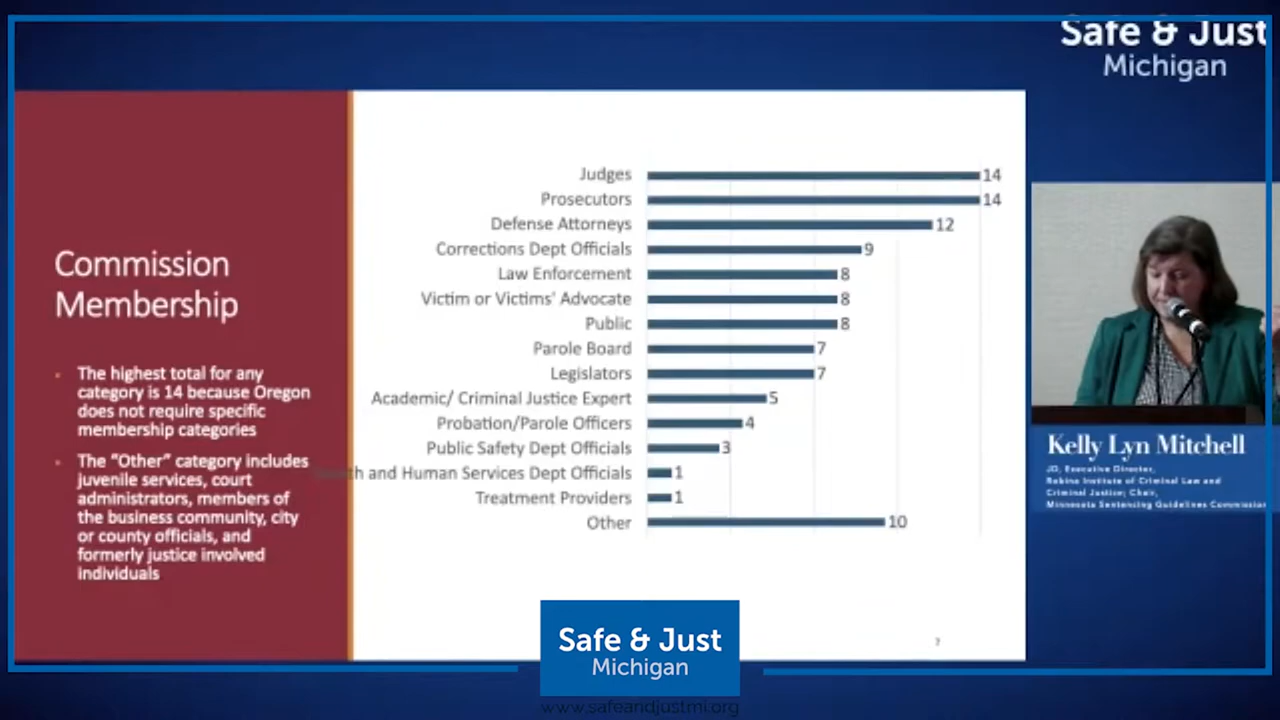 Safe & Just
Michigan
Commission
Membership
The highest total for any
category is 14 because Oregon
does not require specific
membership categories
The "Other" category includes
juvenile services, court
administrators, members of
the business community, city
or county officials, and
formerly justice involved
individuals
Judges 14
Prosecutors 14
Defense Attorneys 12
Corrections Dept Officials 9
Law Enforcement 8
Victim or Victims' Advocate 8
Public 8
Parole Board 7
Legislators 7
Academic/ Criminal Justice Expert 5
Probation/Parole Officers 4
Public Safety Dept Officials 3
and Human Services Dept Officials 1
Treatment Providers 1
Other 10
7
Kelly Lyn Mitchell
JD, Executive Director,
Robina Institute of Criminal Law and
Criminal Justice; Chair,
Minnesota Sentencing Guidelines Commission
Safe & Just
Michigan
www.safeandjustmi.org